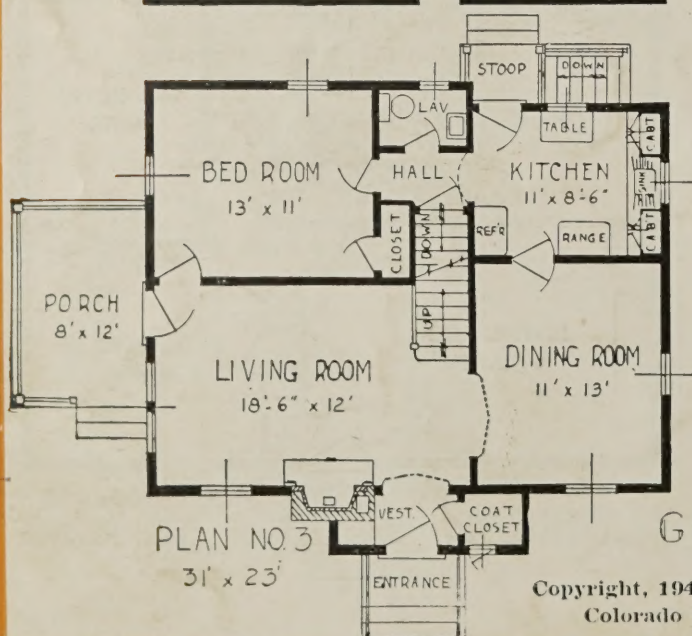 STOOP
DOWN
LAV
TABLE
CABT
BED ROOM
13' x 11'
HALL
KITCHEN
11' x 8'-6"
SINK
CLOSET
DOWN
REF'R
RANGE
CABT
PORCH
8' x 12'
UP
LIVING ROOM
18'-6" x 12'
DINING ROOM
11' x 13'
VEST.
COAT
CLOSET
PLAN NO. 3
31' x 23'
G
ENTRANCE
Copyright, 194
Colorado